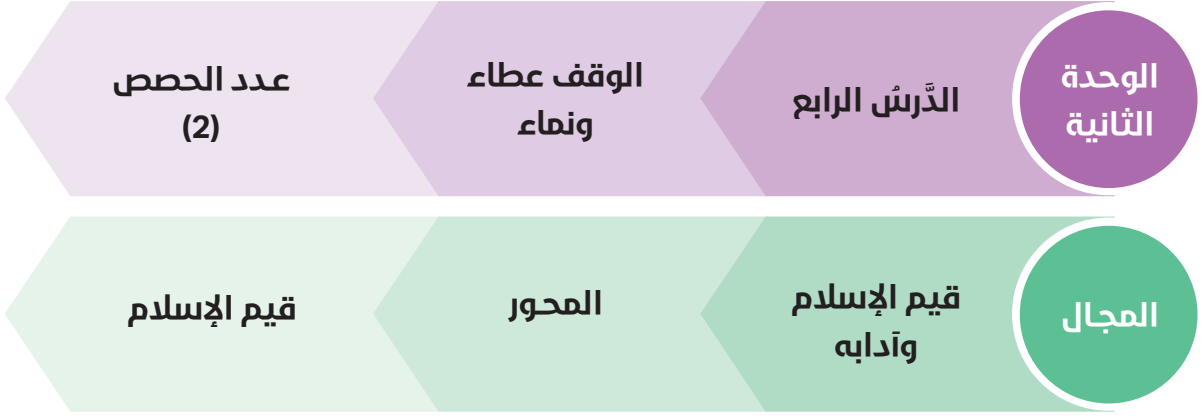 الوحدة
الثانية
الدَّرسُ الرابع
الوقف عطاء
ونماء
عدد الحصص
(2)
المجال
قيم الإسلام
وآدابه
المحور
قيم الإسلام